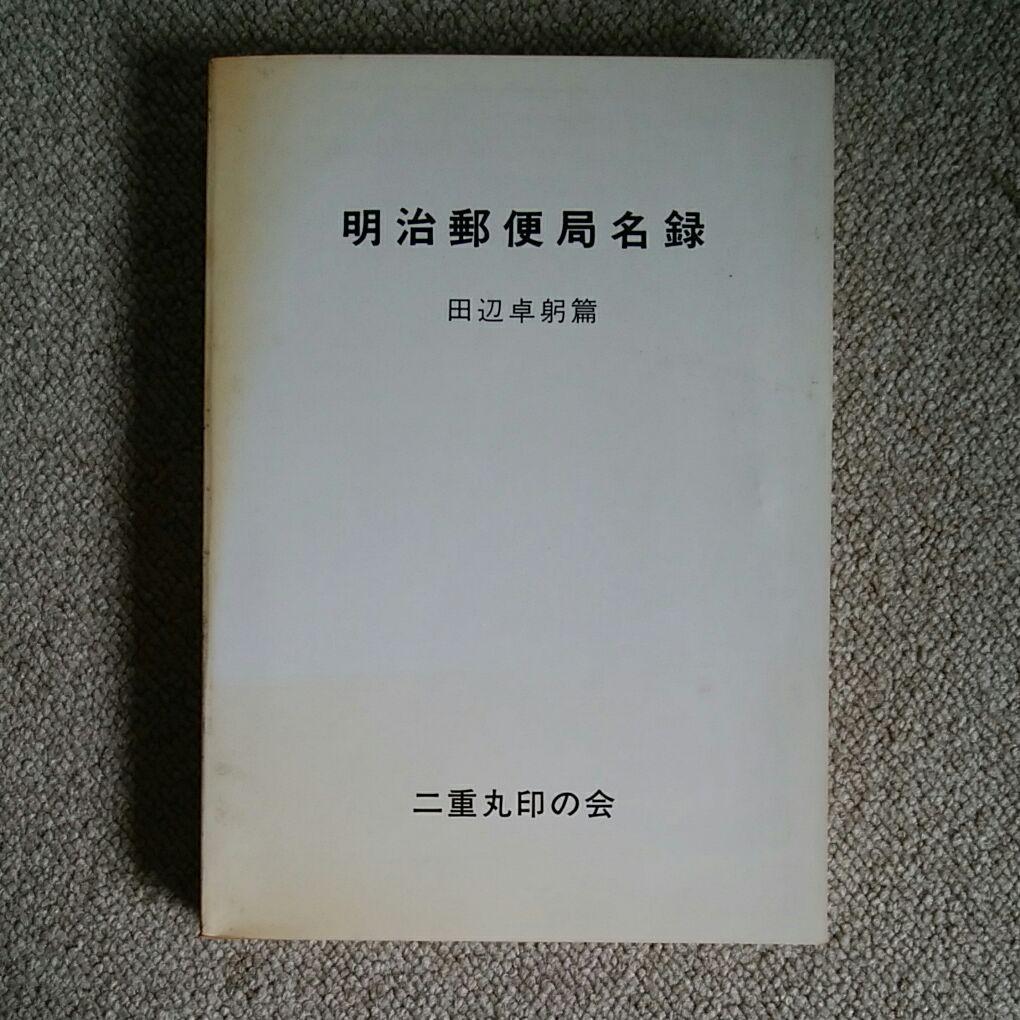 明治郵便局名録
田辺卓躬篇
二重丸印の会